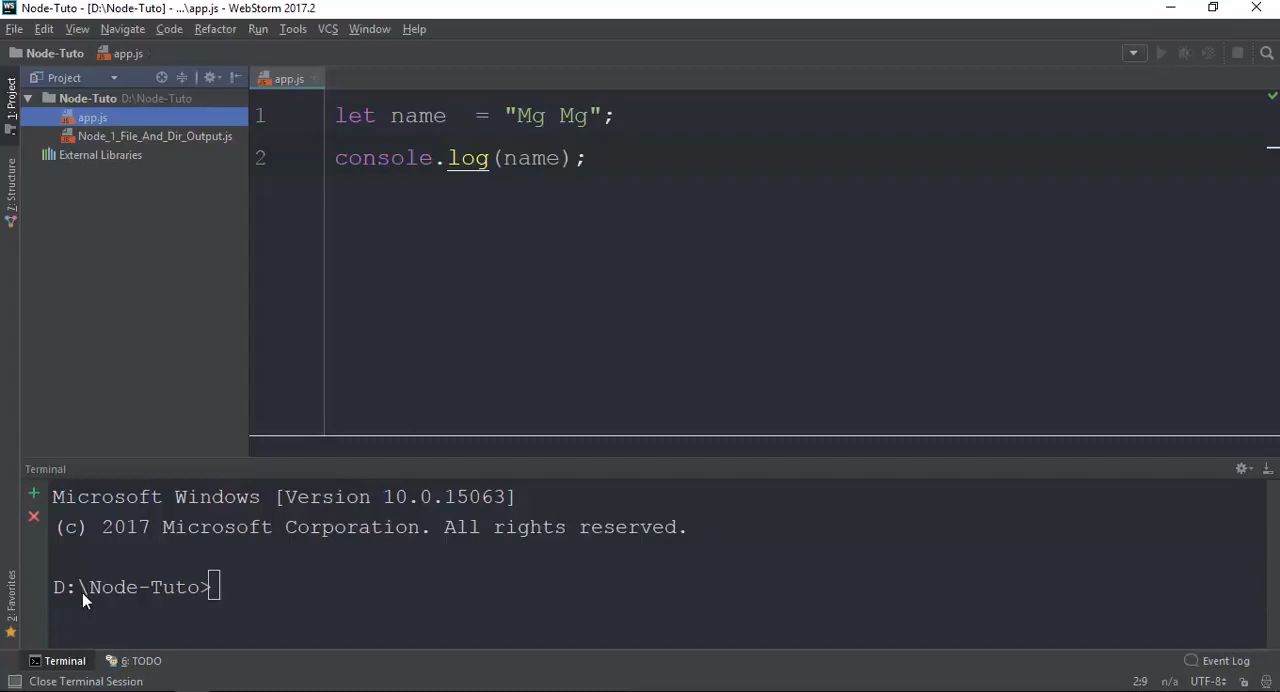 Node-Tuto - [D:\Node-Tuto] - ...\app.js - WebStorm 2017.2
File Edit View Navigate Code Refactor Run Tools VCS Window Help
Node-Tuto app.js
1: Project
Project
app.js
Node-Tuto D:\Node-Tuto
app.js
Node_1_File_And_Dir_Output.js
External Libraries
7: Structure
1 let name  = "Mg Mg";
2 console.log(name);
Terminal
Microsoft Windows [Version 10.0.15063]
(c) 2017 Microsoft Corporation. All rights reserved.
D:\Node-Tuto>
2: Favorites
Terminal 6: TODO Event Log
Close Terminal Session 2:9 n/a UTF-8